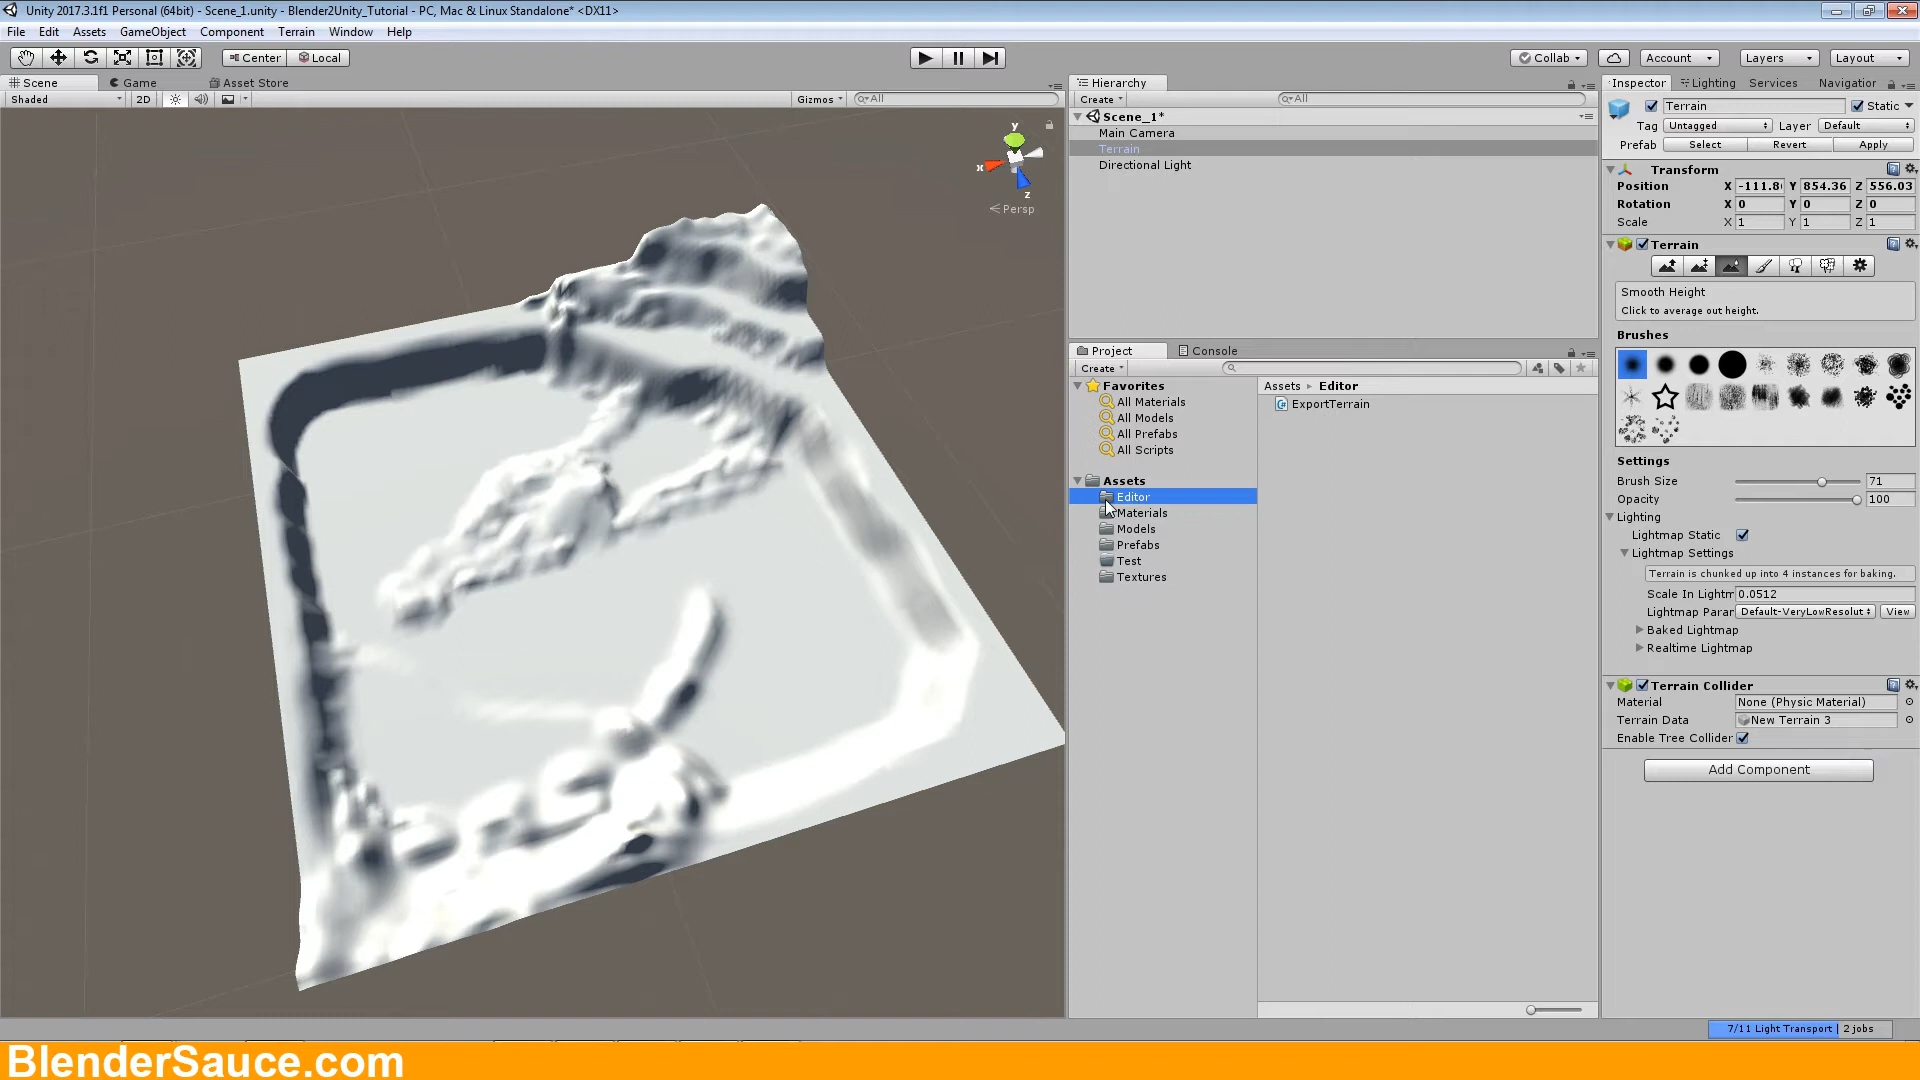 Unity 2017.3.1f1 Personal (64bit) - Scene_1.unity - Blender2Unity_Tutorial - PC, Mac & Linux Standalone* <DX11>
File Edit Assets GameObject Component Terrain Window Help
Center Local Collab Account Layers Layout
Scene Game Asset Store
Shaded 2D Gizmos All
y
x
z
Persp
Hierarchy
Create All
Scene_1*
Main Camera
Terrain
Directional Light
Project Console
Create
Favorites
All Materials
All Models
All Prefabs
All Scripts
Assets
Editor
Materials
Models
Prefabs
Test
Textures
Assets Editor
ExportTerrain
Inspector Lighting Services Navigator
Terrain Static
Tag Untagged Layer Default
Prefab Select Revert Apply
Transform
Position X -111.8 Y 854.36 Z 556.03
Rotation X 0 Y 0 Z 0
Scale X 1 Y 1 Z 1
Terrain
Smooth Height
Click to average out height.
Brushes
Settings
Brush Size 71
Opacity 100
Lighting
Lightmap Static
Lightmap Settings
Terrain is chunked up into 4 instances for baking.
Scale In Lightm 0.0512
Lightmap Parar Default-VeryLowResolut View
Baked Lightmap
Realtime Lightmap
Terrain Collider
Material None (Physic Material)
Terrain Data New Terrain 3
Enable Tree Collider
Add Component
7/11 Light Transport | 2 jobs
BlenderSauce.com